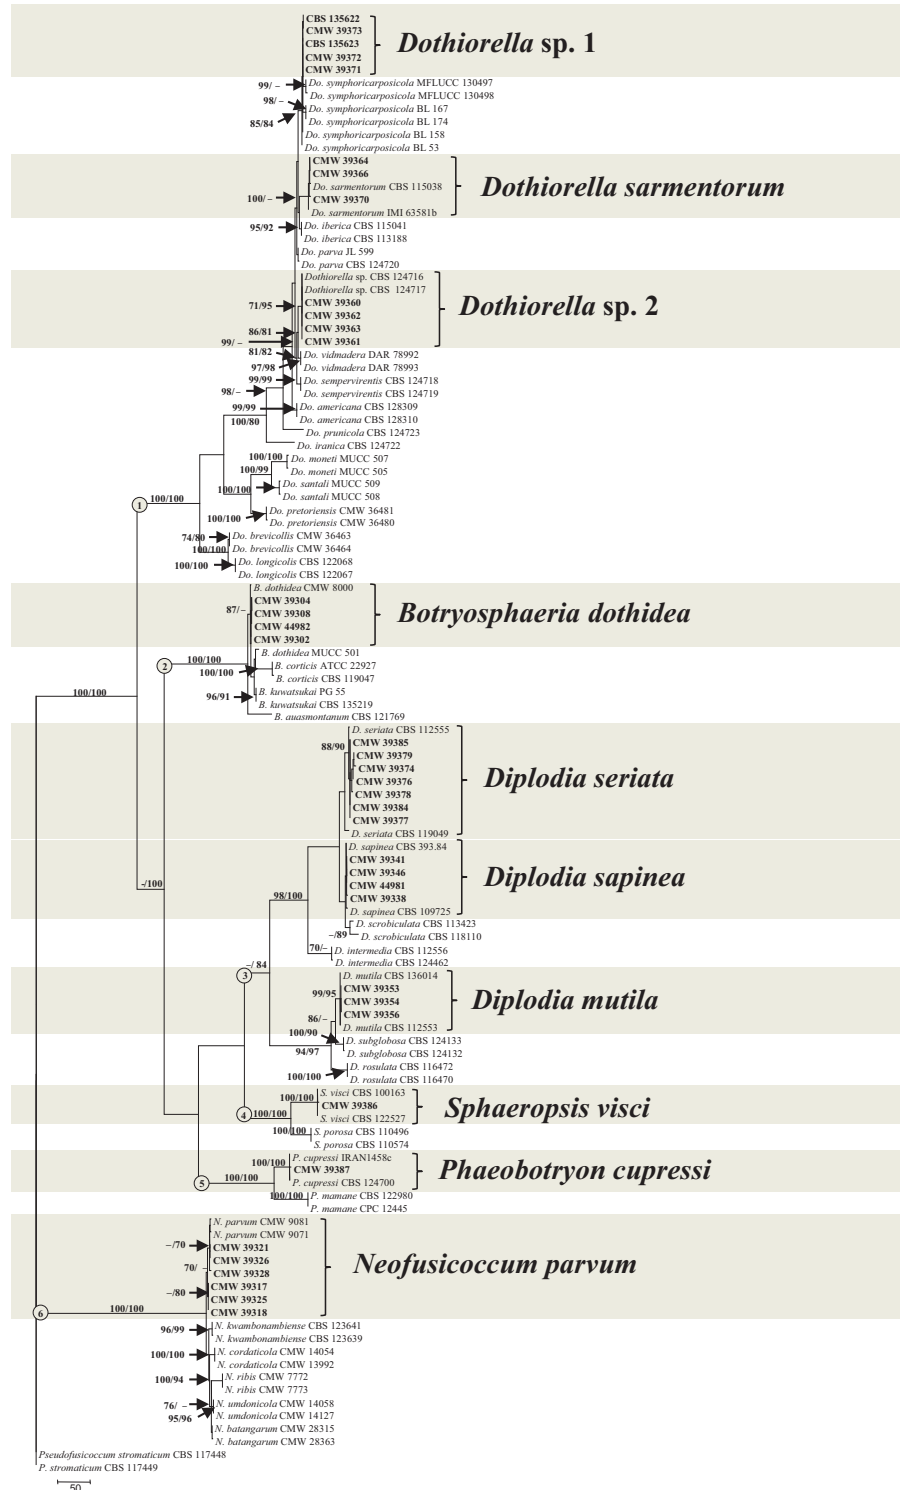 CBS 135622
CMW 39373
CBS 135623
CMW 39372
CMW 39371
Dothiorella sp. 1
99/ –
Do. symphoricarposicola MFLUCC 130497
Do. symphoricarposicola MFLUCC 130498
98/ –
Do. symphoricarposicola BL 167
85/84
Do. symphoricarposicola BL 174
Do. symphoricarposicola BL 158
Do. symphoricarposicola BL 53
CMW 39364
CMW 39366
Do. sarmentorum CBS 115038
CMW 39370
Do. sarmentorum IMI 63581b
Dothiorella sarmentorum
100/ –
95/92
Do. iberica CBS 115041
Do. iberica CBS 113188
Do. parva JL 599
Do. parva CBS 124720
Dothiorella sp. CBS 124716
Dothiorella sp. CBS 124717
CMW 39360
CMW 39362
CMW 39363
CMW 39361
Dothiorella sp. 2
71/95
86/81
99/ –
81/82
Do. vidmadera DAR 78992
97/98
Do. vidmadera DAR 78993
99/99
Do. sempervirentis CBS 124718
98/–
Do. sempervirentis CBS 124719
99/99
Do. americana CBS 128309
100/80
Do. americana CBS 128310
Do. prunicola CBS 124723
Do. iranica CBS 124722
100/100
Do. moneti MUCC 507
100/99
Do. moneti MUCC 505
100/100
Do. santali MUCC 509
Do. santali MUCC 508
1
100/100
100/100
Do. pretoriensis CMW 36481
Do. pretoriensis CMW 36480
74/80
Do. brevicollis CMW 36463
100/100
Do. brevicollis CMW 36464
100/100
Do. longicolis CBS 122068
Do. longicolis CBS 122067
B. dothidea CMW 8000
CMW 39304
CMW 39308
CMW 44982
CMW 39302
Botryosphaeria dothidea
87/–
B. dothidea MUCC 501
2
100/100
100/100
B. corticis ATCC 22927
B. corticis CBS 119047
96/91
B. kuwatsukai PG 55
B. kuwatsukai CBS 135219
B. auasmontanum CBS 121769
100/100
D. seriata CBS 112555
88/90
CMW 39385
CMW 39379
CMW 39374
CMW 39376
CMW 39378
CMW 39384
CMW 39377
D. seriata CBS 119049
Diplodia seriata
D. sapinea CBS 393.84
CMW 39341
CMW 39346
CMW 44981
CMW 39338
D. sapinea CBS 109725
Diplodia sapinea
-/100
98/100
D. scrobiculata CBS 113423
–/89
D. scrobiculata CBS 118110
70/–
D. intermedia CBS 112556
D. intermedia CBS 124462
3
–/ 84
D. mutila CBS 136014
99/95
CMW 39353
CMW 39354
CMW 39356
D. mutila CBS 112553
Diplodia mutila
86/–
100/90
D. subglobosa CBS 124133
94/97
D. subglobosa CBS 124132
D. rosulata CBS 116472
100/100
D. rosulata CBS 116470
S. visci CBS 100163
100/100
CMW 39386
S. visci CBS 122527
Sphaeropsis visci
4
100/100
100/100
S. porosa CBS 110496
S. porosa CBS 110574
P. cupressi IRAN1458c
100/100
CMW 39387
P. cupressi CBS 124700
Phaeobotryon cupressi
5
100/100
100/100
P. mamane CBS 122980
P. mamane CPC 12445
N. parvum CMW 9081
N. parvum CMW 9071
–/70
CMW 39321
CMW 39326
70/ –
CMW 39328
–/80
CMW 39317
CMW 39325
CMW 39318
Neofusicoccum parvum
6
100/100
96/99
N. kwambonambiense CBS 123641
N. kwambonambiense CBS 123639
100/100
N. cordaticola CMW 14054
N. cordaticola CMW 13992
100/94
N. ribis CMW 7772
N. ribis CMW 7773
76/ –
N. umdonicola CMW 14058
95/96
N. umdonicola CMW 14127
N. batangarum CMW 28315
N. batangarum CMW 28363
Pseudofusicoccum stromaticum CBS 117448
P. stromaticum CBS 117449
50